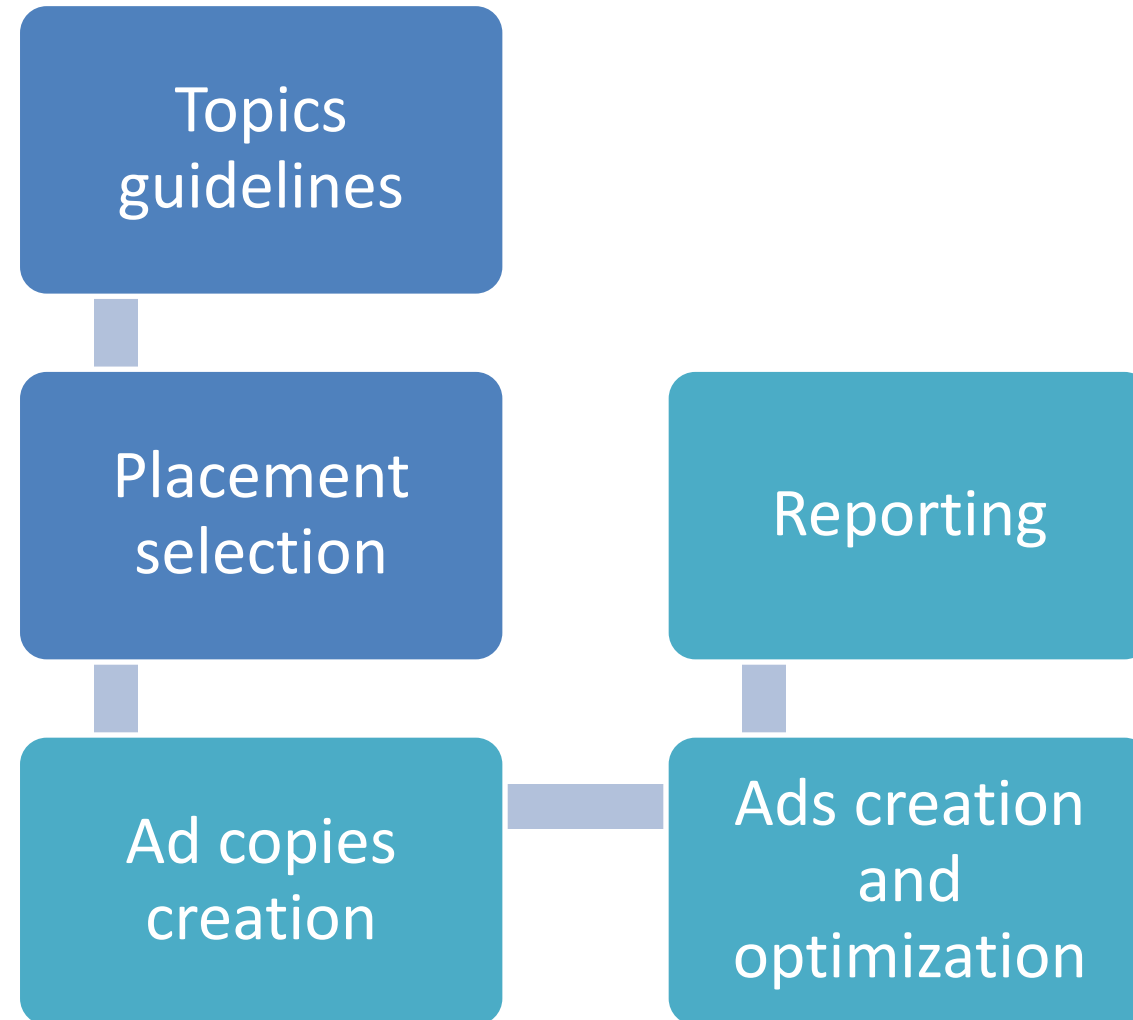 Topics
guidelines
Placement
selection
Ad copies
creation
Ads creation
and
optimization
Reporting